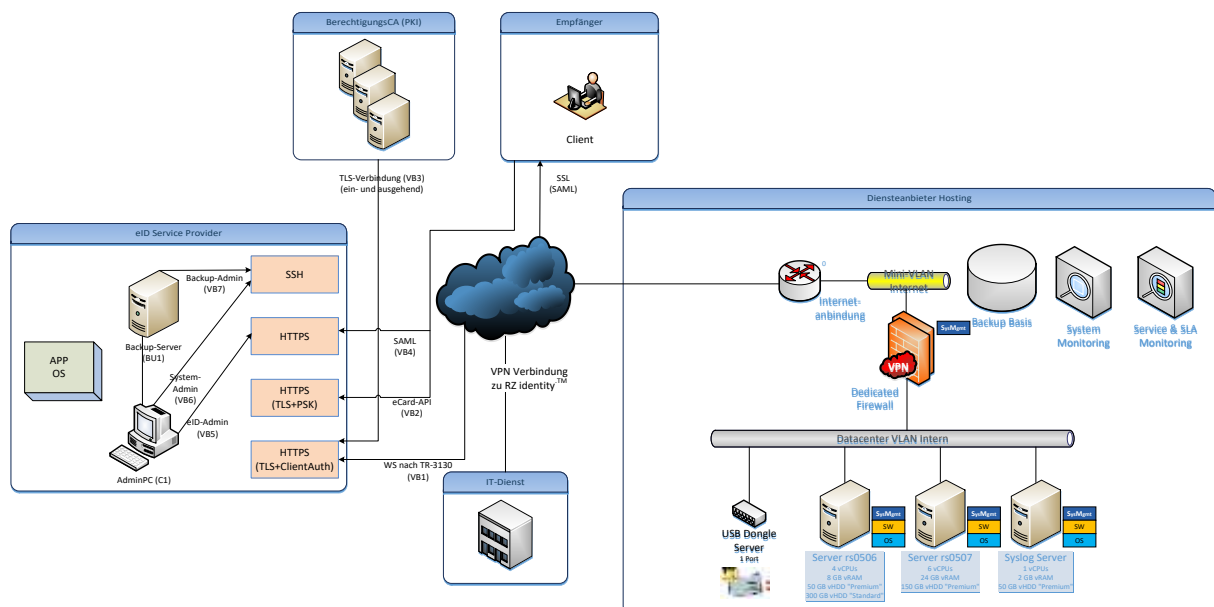 BerechtigungsCA (PKI)
Empfänger
Client
TLS-Verbindung (VB3)
(ein- und ausgehend)
SSL
(SAML)
eID Service Provider
Backup-Admin
(VB7)
SSH
HTTPS
HTTPS
(TLS+PSK)
HTTPS
(TLS+ClientAuth)
Backup-Server
(BU1)
APP
OS
System-
Admin
(VB6)
eID-Admin
(VB5)
AdminPC (C1)
SAML
(VB4)
eCard-API
(VB2)
WS nach TR-3130
(VB1)
VPN Verbindung
zu RZ identity™
IT-Dienst
Diensteanbieter Hosting
Internet-
anbindung
Mini-VLAN
Internet
Backup Basis
System
Monitoring
Service & SLA
Monitoring
SysMgmt
VPN
Dedicated
Firewall
Datacenter VLAN Intern
USB Dongle
Server
1 Port
SysMgmt
SW
OS
Server rs0506
4 vCPUs
8 GB vRAM
50 GB vHDD "Premium"
300 GB vHDD "Standard"
SysMgmt
SW
OS
Server rs0507
6 vCPUs
24 GB vRAM
150 GB vHDD "Premium"
SysMgmt
SW
OS
Syslog Server
1 vCPUs
2 GB vRAM
50 GB vHDD "Premium"